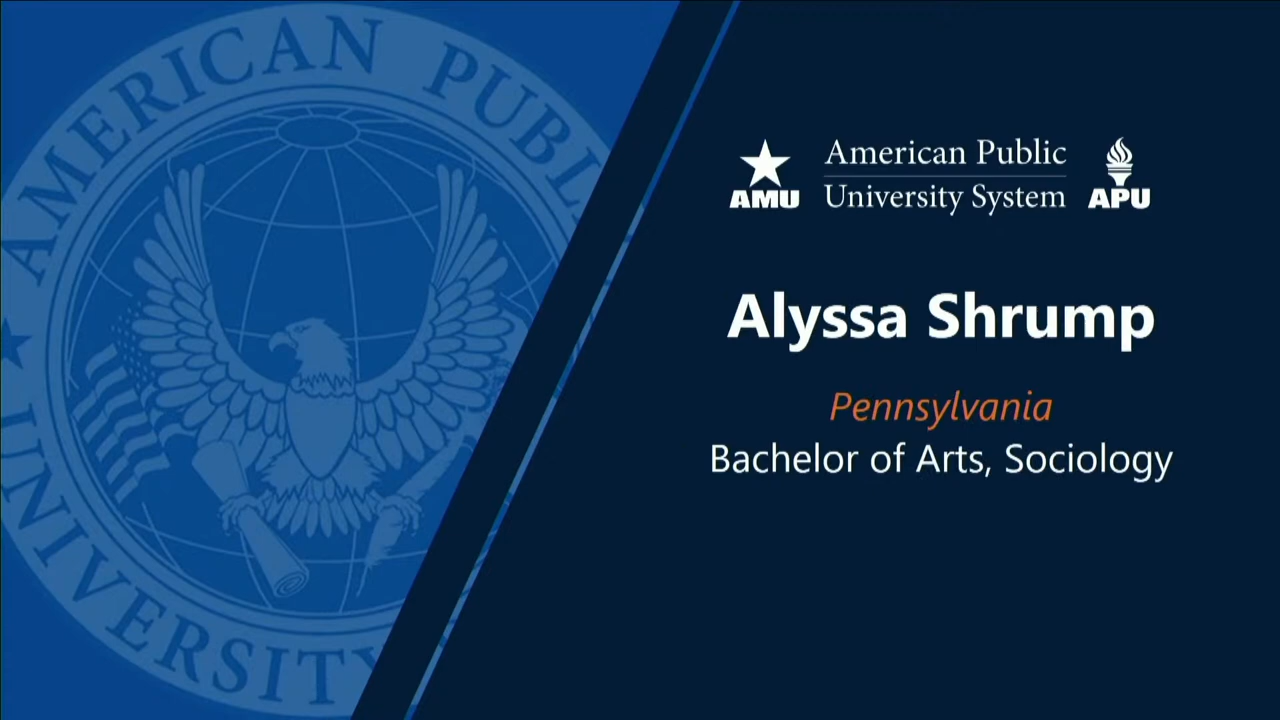 AMERICAN PUBLIC
UNIVERSITY
AMU
American Public
University System
APU
Alyssa Shrump
Pennsylvania
Bachelor of Arts, Sociology